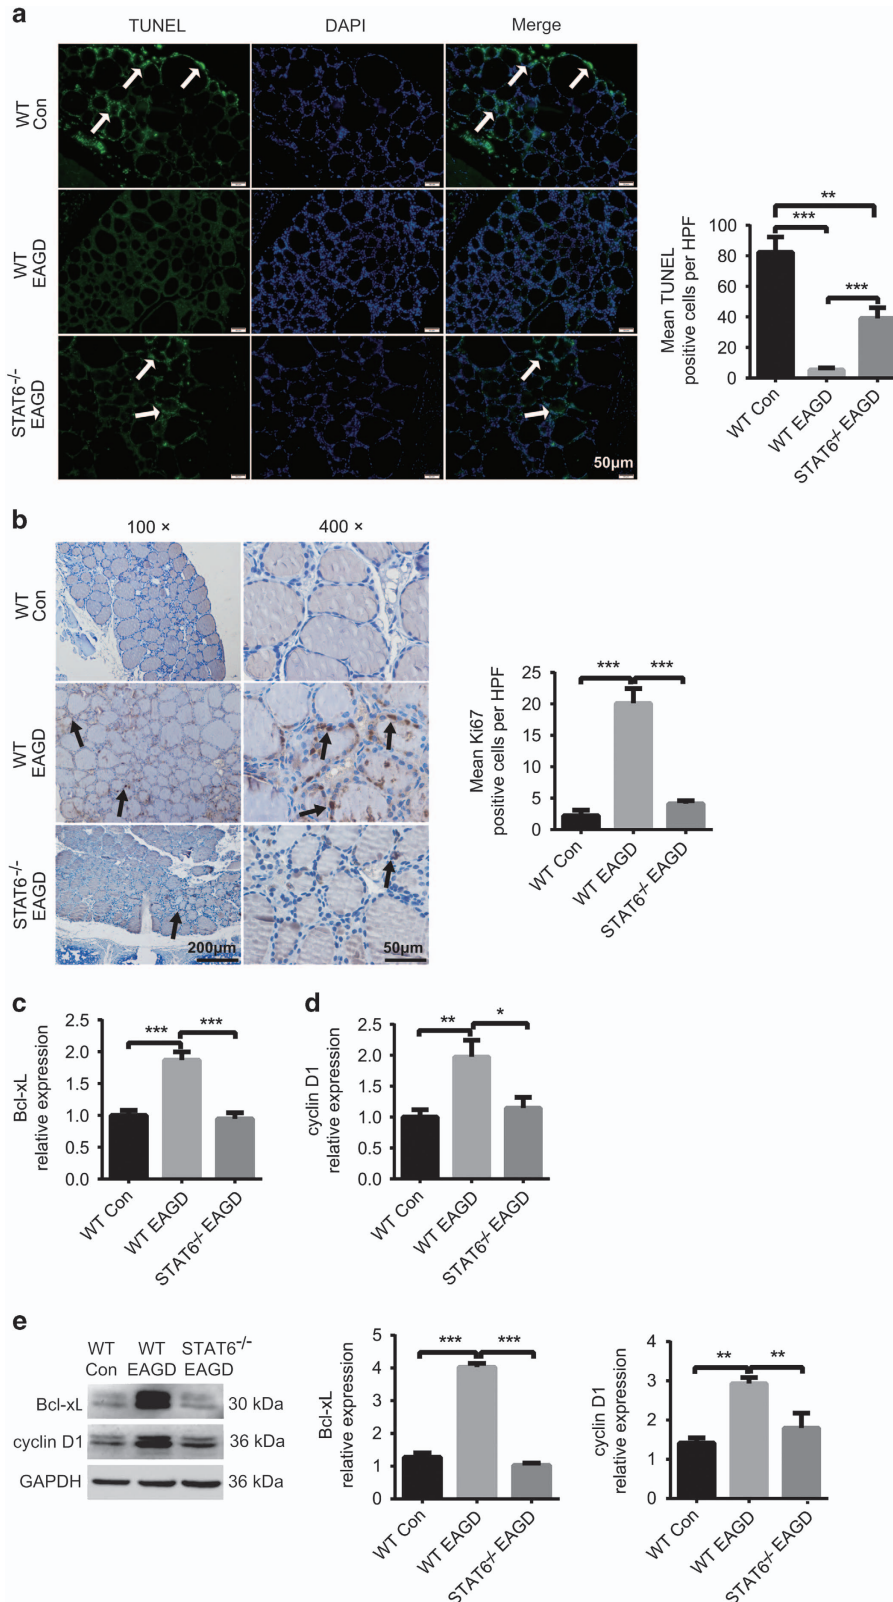 a
TUNEL DAPI Merge
WT
Con
WT
EAGD
STAT6-/-
EAGD
50µm
Mean TUNEL
positive cells per HPF
100
80
60
40
20
0
***
**
***
WT Con
WT EAGD
STAT6-/- EAGD
b
100 × 400 ×
WT
Con
WT
EAGD
STAT6-/-
EAGD
200µm
50µm
Mean Ki67
positive cells per HPF
25
20
15
10
5
0
*** ***
WT Con
WT EAGD
STAT6-/- EAGD
c
Bcl-xL
relative expression
2.5
2.0
1.5
1.0
0.5
0.0
*** ***
WT Con
WT EAGD
STAT6-/- EAGD
d
cyclin D1
relative expression
2.5
2.0
1.5
1.0
0.5
0.0
** *
WT Con
WT EAGD
STAT6-/- EAGD
e
WT WT STAT6-/-
Con EAGD EAGD
Bcl-xL 30 kDa
cyclin D1 36 kDa
GAPDH 36 kDa
Bcl-xL
relative expression
5
4
3
2
1
0
*** ***
WT Con
WT EAGD
STAT6-/- EAGD
cyclin D1
relative expression
4
3
2
1
0
** **
WT Con
WT EAGD
STAT6-/- EAGD